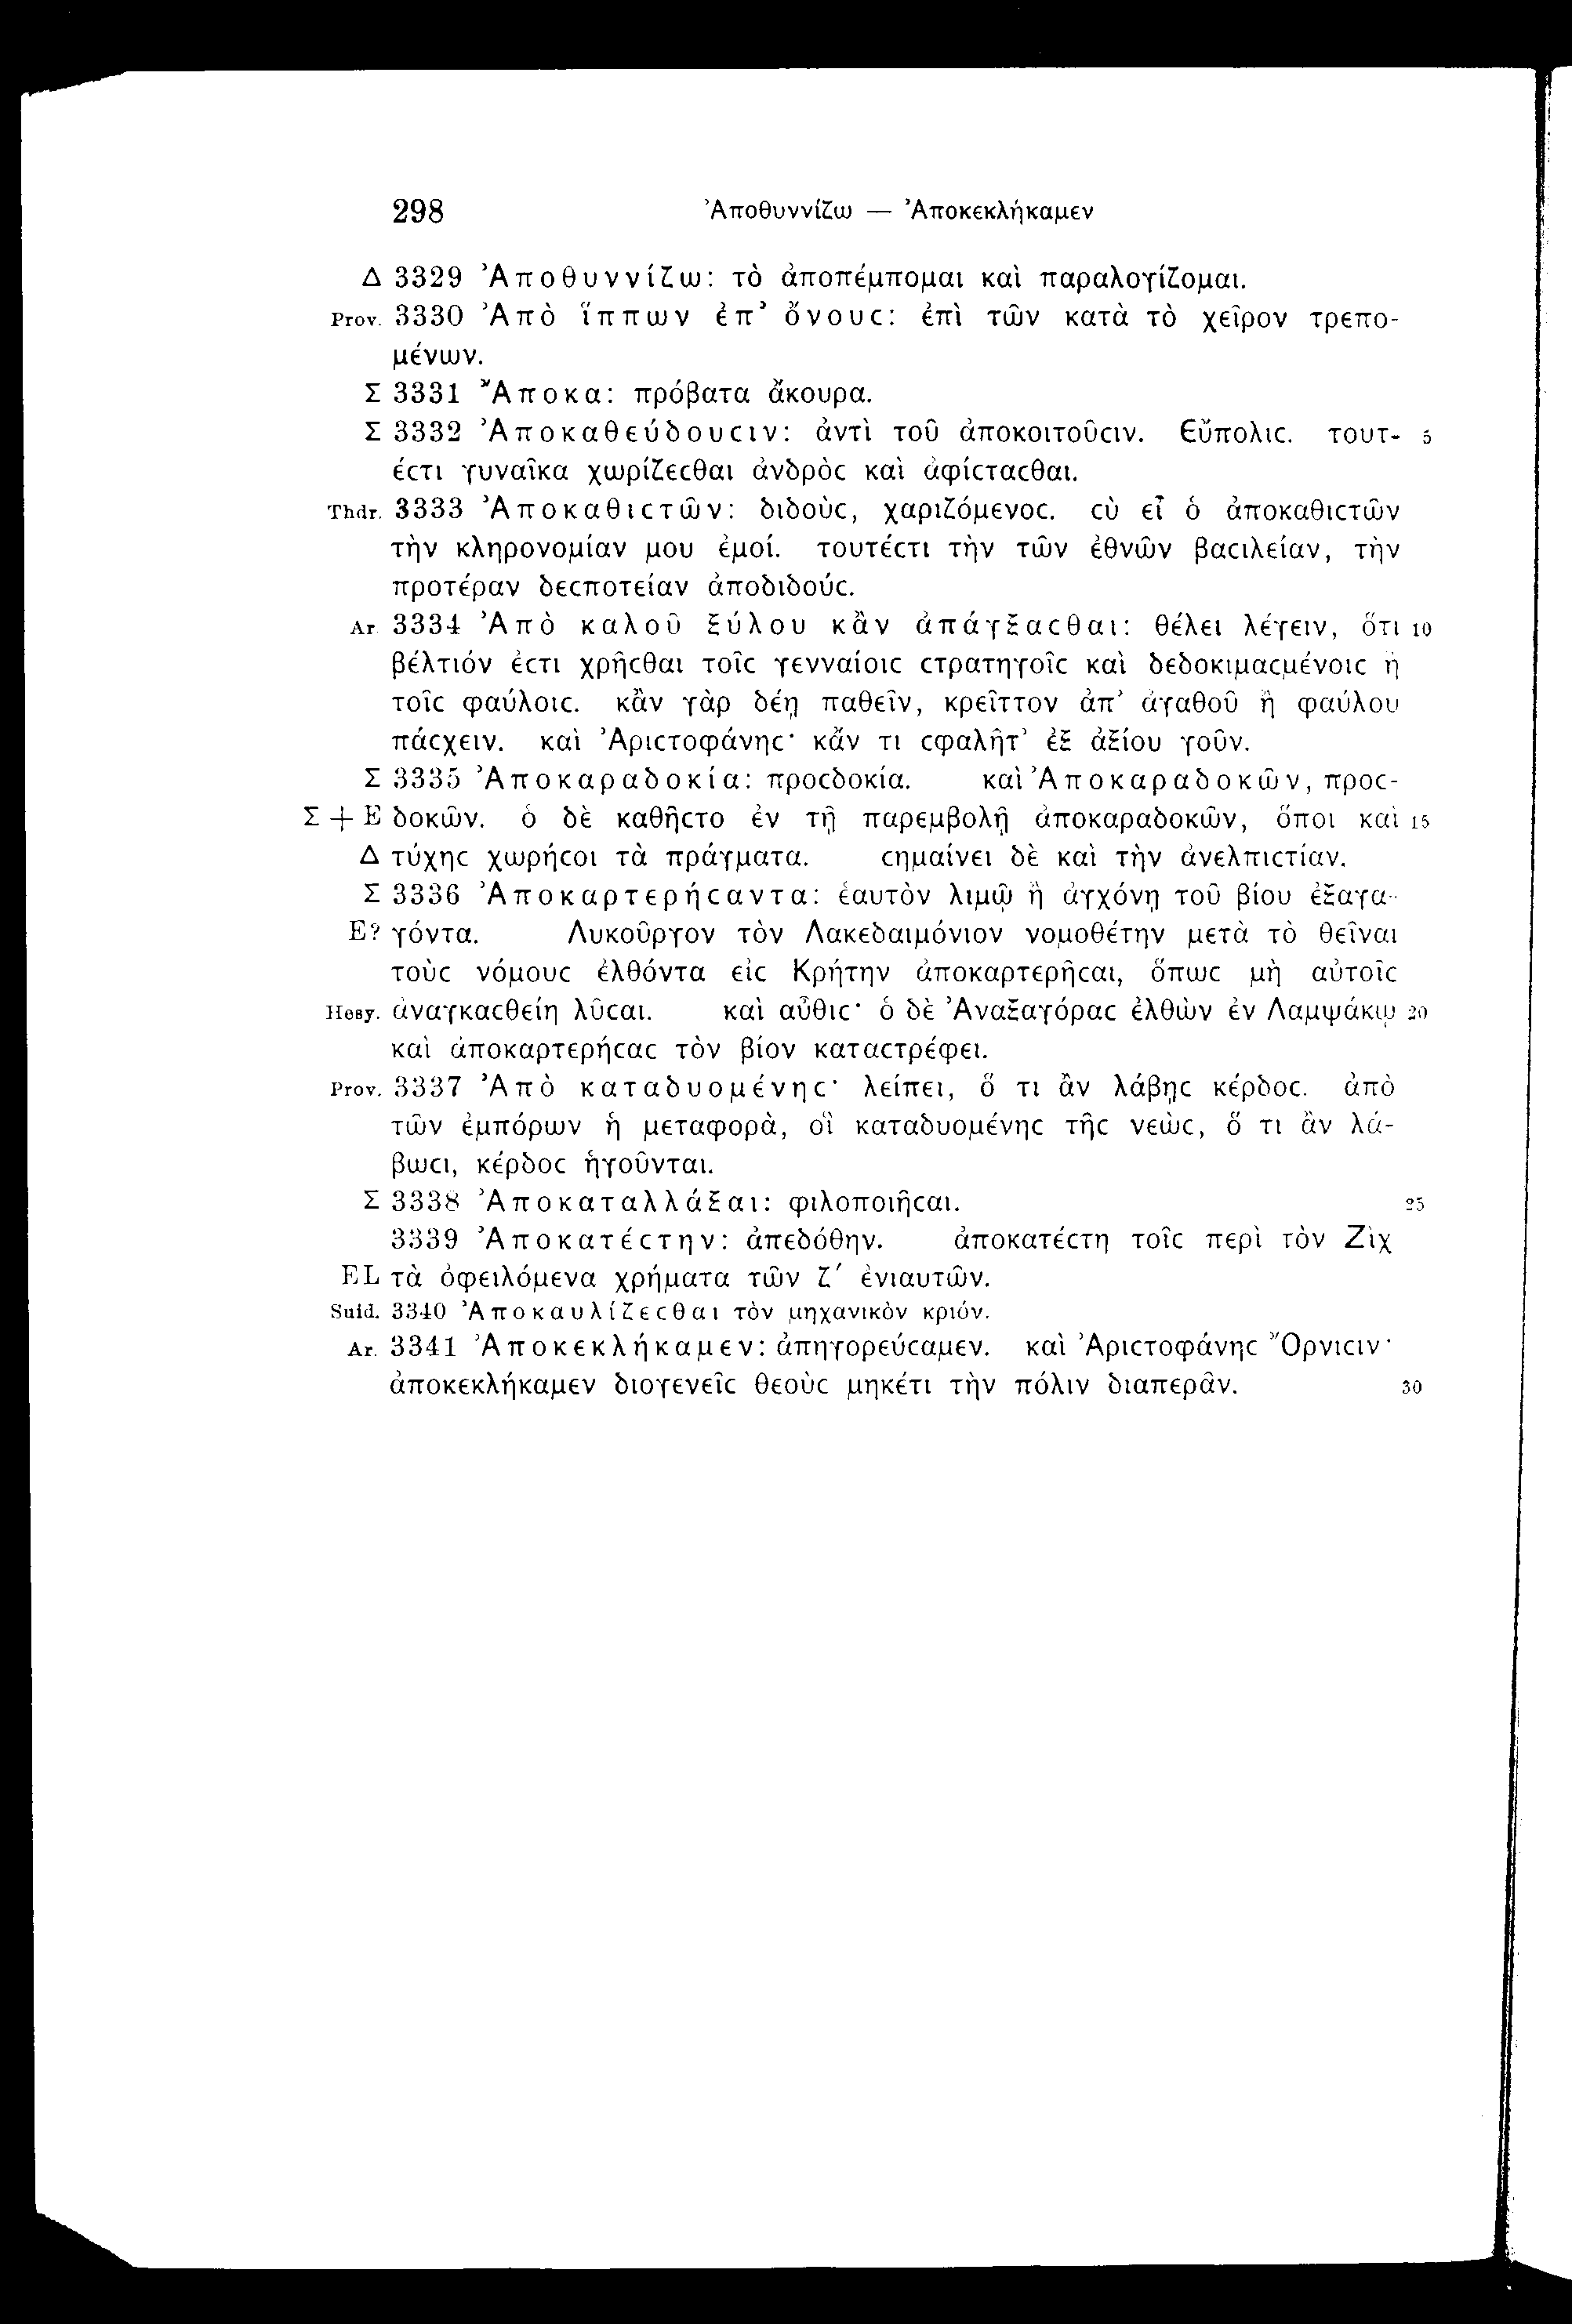 298 Ἀποθυννίζω — Ἀποκεκλήκαμεν
Δ 3329 Ἀποθυννίζω: τὸ ἀποπέμπομαι καὶ παραλογίζομαι.
Prov. 3330 Ἀπὸ ἵππων ἐπ’ ὄνουϲ: ἐπὶ τῶν κατὰ τὸ χεῖρον τρεπο-
μένων.
Σ 3331 Ἄποκα: πρόβατα ἄκουρα.
Σ 3332 Ἀποκαθεύδουϲιν: ἀντὶ τοῦ ἀποκοιτοῦϲιν. Εὔπολιϲ. τουτ- 5
έϲτι γυναῖκα χωρίζεϲθαι ἀνδρὸϲ καὶ ἀφίϲταϲθαι.
Thdr. 3333 Ἀποκαθιϲτῶν: διδοὺϲ, χαριζόμενοϲ. ϲὺ εἶ ὁ ἀποκαθιϲτῶν
τὴν κληρονομίαν μου ἐμοί. τουτέϲτι τὴν τῶν ἐθνῶν βαϲιλείαν, τὴν
προτέραν δεϲποτείαν ἀποδιδούϲ.
Ar. 3334 Ἀπὸ καλοῦ ξύλου κἂν ἀπάγξαϲθαι: θέλει λέγειν, ὅτι 10
βέλτιόν ἐϲτι χρῆϲθαι τοῖϲ γενναίοιϲ ϲτρατηγοῖϲ καὶ δεδοκιμαϲμένοιϲ ἢ
τοῖϲ φαύλοιϲ. κἂν γὰρ δέῃ παθεῖν, κρεῖττον ἀπ’ ἀγαθοῦ ἢ φαύλου
πάϲχειν. καὶ Ἀριϲτοφάνηϲ· κἄν τι ϲφαλῆτ’ ἐξ ἀξίου γοῦν.
Σ 3335 Ἀποκαραδοκία: προϲδοκία. καὶ Ἀποκαραδοκῶν, προϲ-
Σ + E δοκῶν. ὁ δὲ καθῆϲτο ἐν τῇ παρεμβολῇ ἀποκαραδοκῶν, ὅποι καὶ 15
Δ τύχηϲ χωρήϲοι τὰ πράγματα. ϲημαίνει δὲ καὶ τὴν ἀνελπιϲτίαν.
Σ 3336 Ἀποκαρτερήϲαντα: ἑαυτὸν λιμῷ ἢ ἀγχόνῃ τοῦ βίου ἐξαγα-
E? γόντα. Λυκοῦργον τὸν Λακεδαιμόνιον νομοθέτην μετὰ τὸ θεῖναι
τοὺϲ νόμουϲ ἐλθόντα εἰϲ Κρήτην ἀποκαρτερῆϲαι, ὅπωϲ μὴ αὐτοῖϲ
Hesy. ἀναγκαϲθείη λῦϲαι. καὶ αὖθιϲ· ὁ δὲ Ἀναξαγόραϲ ἐλθὼν ἐν Λαμψάκῳ 20
καὶ ἀποκαρτερήϲαϲ τὸν βίον καταϲτρέφει.
Prov. 3337 Ἀπὸ καταδυομένηϲ· λείπει, ὅ τι ἂν λάβῃϲ κέρδοϲ. ἀπὸ
τῶν ἐμπόρων ἡ μεταφορὰ, οἳ καταδυομένηϲ τῆϲ νεὼϲ, ὅ τι ἂν λά-
βωϲι, κέρδοϲ ἡγοῦνται.
Σ 3338 Ἀποκαταλλάξαι: φιλοποιῆϲαι. 25
3339 Ἀποκατέϲτην: ἀπεδόθην. ἀποκατέϲτη τοῖϲ περὶ τὸν Ζὶχ
EL τὰ ὀφειλόμενα χρήματα τῶν ζ′ ἐνιαυτῶν.
Suid. 3340 Ἀποκαυλίζεϲθαι τὸν μηχανικὸν κριόν.
Ar. 3341 Ἀποκεκλήκαμεν: ἀπηγορεύϲαμεν. καὶ Ἀριϲτοφάνηϲ Ὄρνιϲιν·
ἀποκεκλήκαμεν διογενεῖϲ θεοὺϲ μηκέτι τὴν πόλιν διαπερᾶν. 30